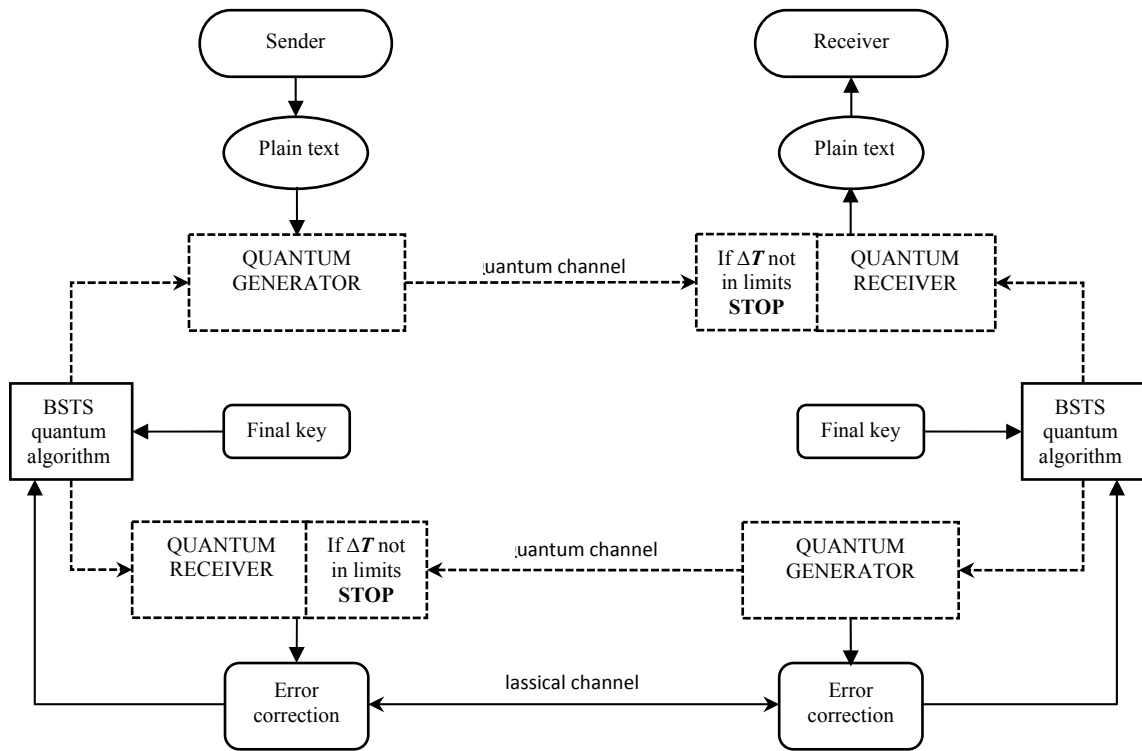 Sender
Receiver
Plain text
Plain text
QUANTUM
GENERATOR
uantum channel
If ΔT not
in limits
STOP
QUANTUM
RECEIVER
BSTS
quantum
algorithm
Final key
Final key
BSTS
quantum
algorithm
QUANTUM
RECEIVER
If ΔT not
in limits
STOP
uantum channel
QUANTUM
GENERATOR
Error
correction
lassical channel
Error
correction